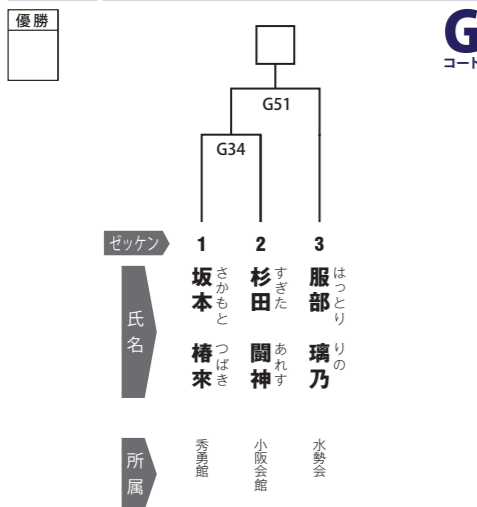 優勝
G
コート
G51
G34
ゼッケン
1
2
3
氏名
坂本 椿來
さかもと つばき
杉田 闘神
すぎた あれす
服部 璃乃
はっとり りの
所属
秀勇館
小阪会館
水勢会